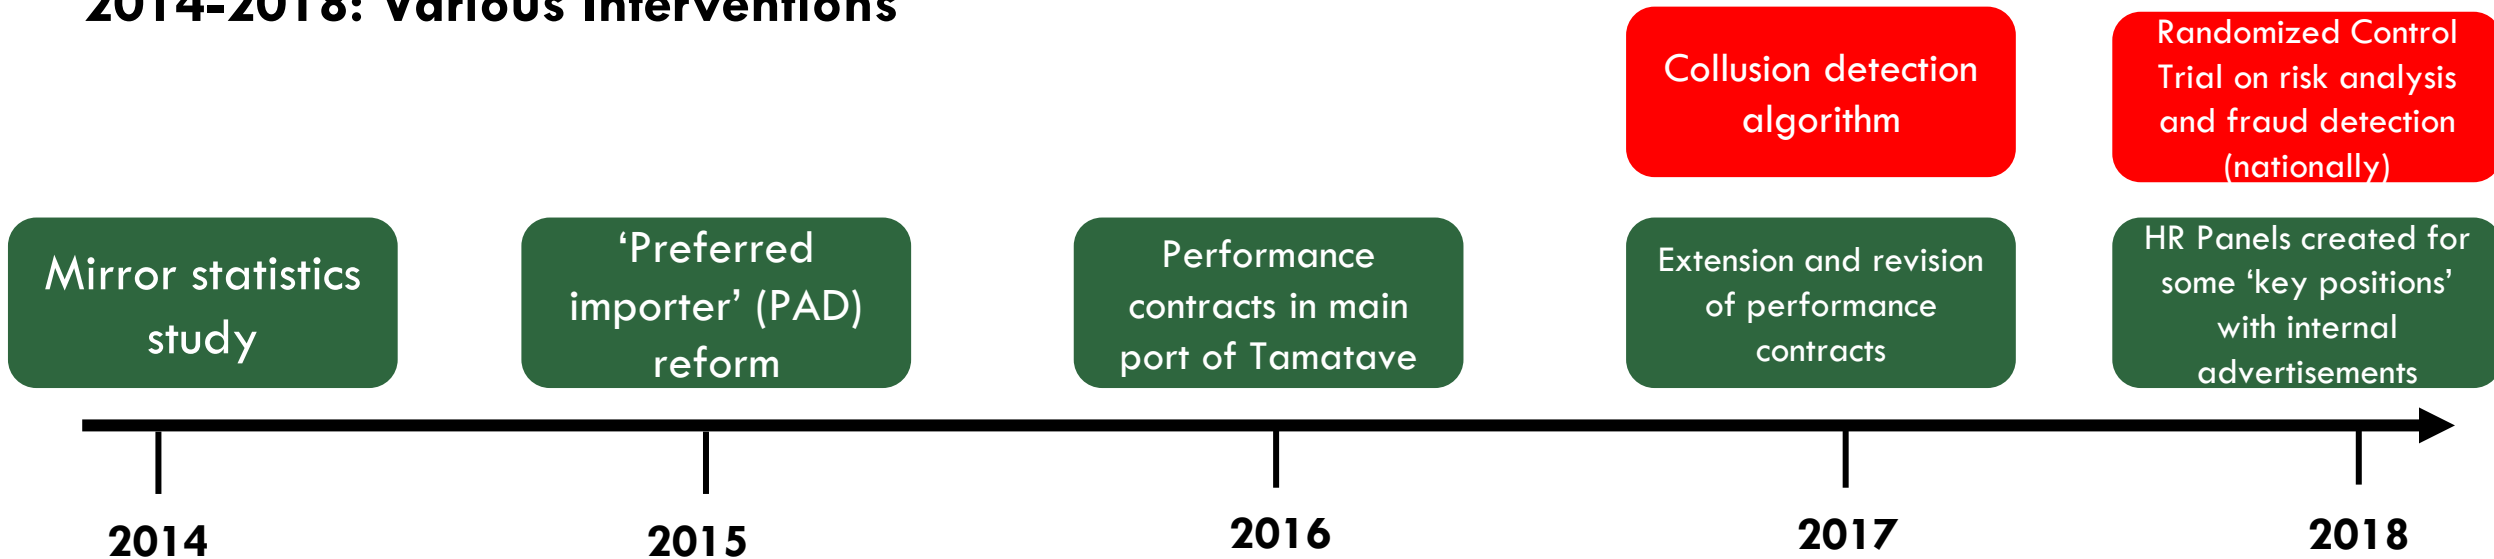 2014-2018: Various Interventions
Collusion detection
algorithm
Randomized Control
Trial on risk analysis
and fraud detection
(nationally)
Mirror statistics
study
‘Preferred
importer’ (PAD)
reform
Performance
contracts in main
port of Tamatave
Extension and revision
of performance
contracts
HR Panels created for
some ‘key positions’
with internal
advertisements
2014
2015
2016
2017
2018